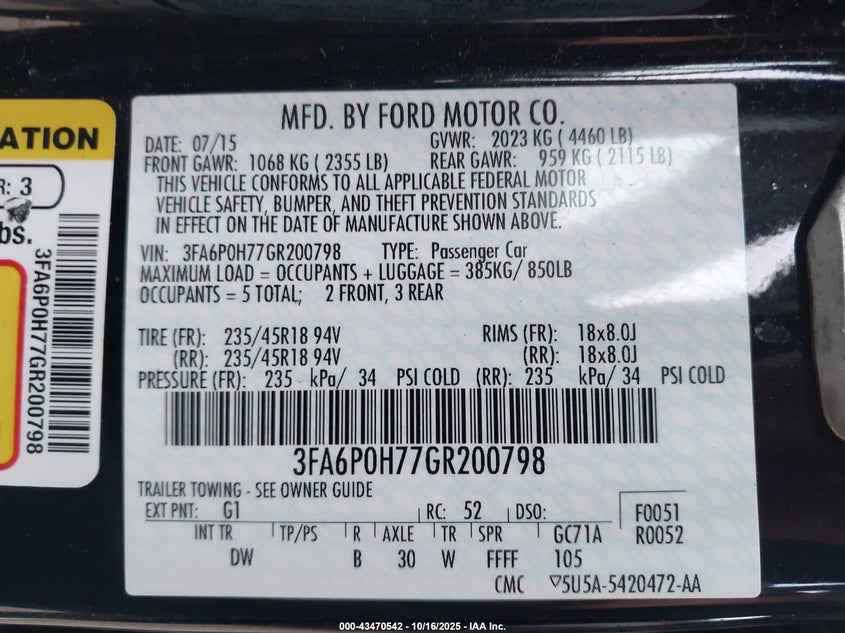 MFD. BY FORD MOTOR CO.
DATE: 07/15 GVWR: 2023 KG ( 4460 LB)
FRONT GAWR: 1068 KG ( 2355 LB) REAR GAWR: 959 KG ( 2115 LB)
THIS VEHICLE CONFORMS TO ALL APPLICABLE FEDERAL MOTOR
VEHICLE SAFETY, BUMPER, AND THEFT PREVENTION STANDARDS
IN EFFECT ON THE DATE OF MANUFACTURE SHOWN ABOVE.
VIN: 3FA6P0H77GR200798 TYPE: Passenger Car
MAXIMUM LOAD = OCCUPANTS + LUGGAGE = 385KG/ 850LB
OCCUPANTS = 5 TOTAL; 2 FRONT, 3 REAR
TIRE (FR): 235/45R18 94V RIMS (FR): 18x8.0J
(RR): 235/45R18 94V (RR): 18x8.0J
PRESSURE (FR): 235 kPa/ 34 PSI COLD (RR): 235 kPa/ 34 PSI COLD
3FA6P0H77GR200798
TRAILER TOWING - SEE OWNER GUIDE
EXT PNT: G1 RC: 52 DSO: F0051
INT TR TP/PS R AXLE TR SPR GC71A R0052
DW B 30 W FFFF 105
CMC ▽5U5A-5420472-AA
ATION
R: 3
bs.
3FA6P0H77GR200798
000-43470542 - 10/16/2025 - IAA Inc.